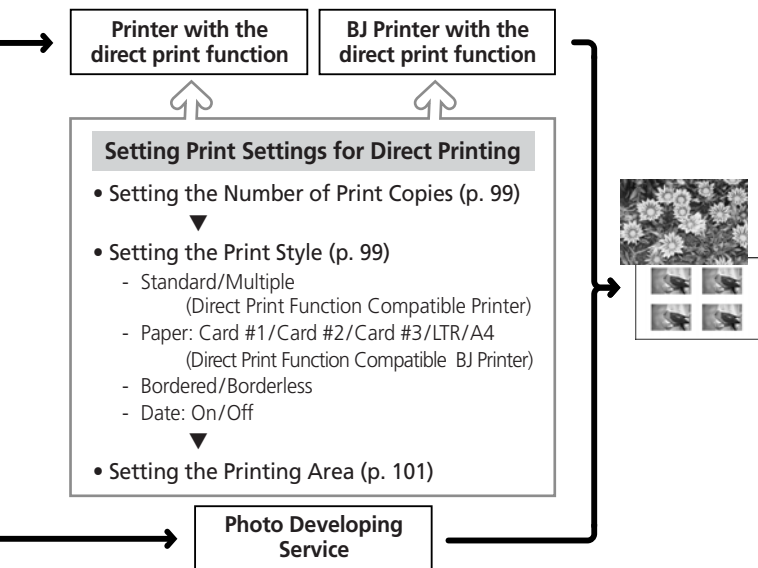 Printer with the
direct print function
BJ Printer with the
direct print function
Setting Print Settings for Direct Printing
• Setting the Number of Print Copies (p. 99)
▼
• Setting the Print Style (p. 99)
- Standard/Multiple
(Direct Print Function Compatible Printer)
- Paper: Card #1/Card #2/Card #3/LTR/A4
(Direct Print Function Compatible BJ Printer)
- Bordered/Borderless
- Date: On/Off
▼
• Setting the Printing Area (p. 101)
Photo Developing
Service